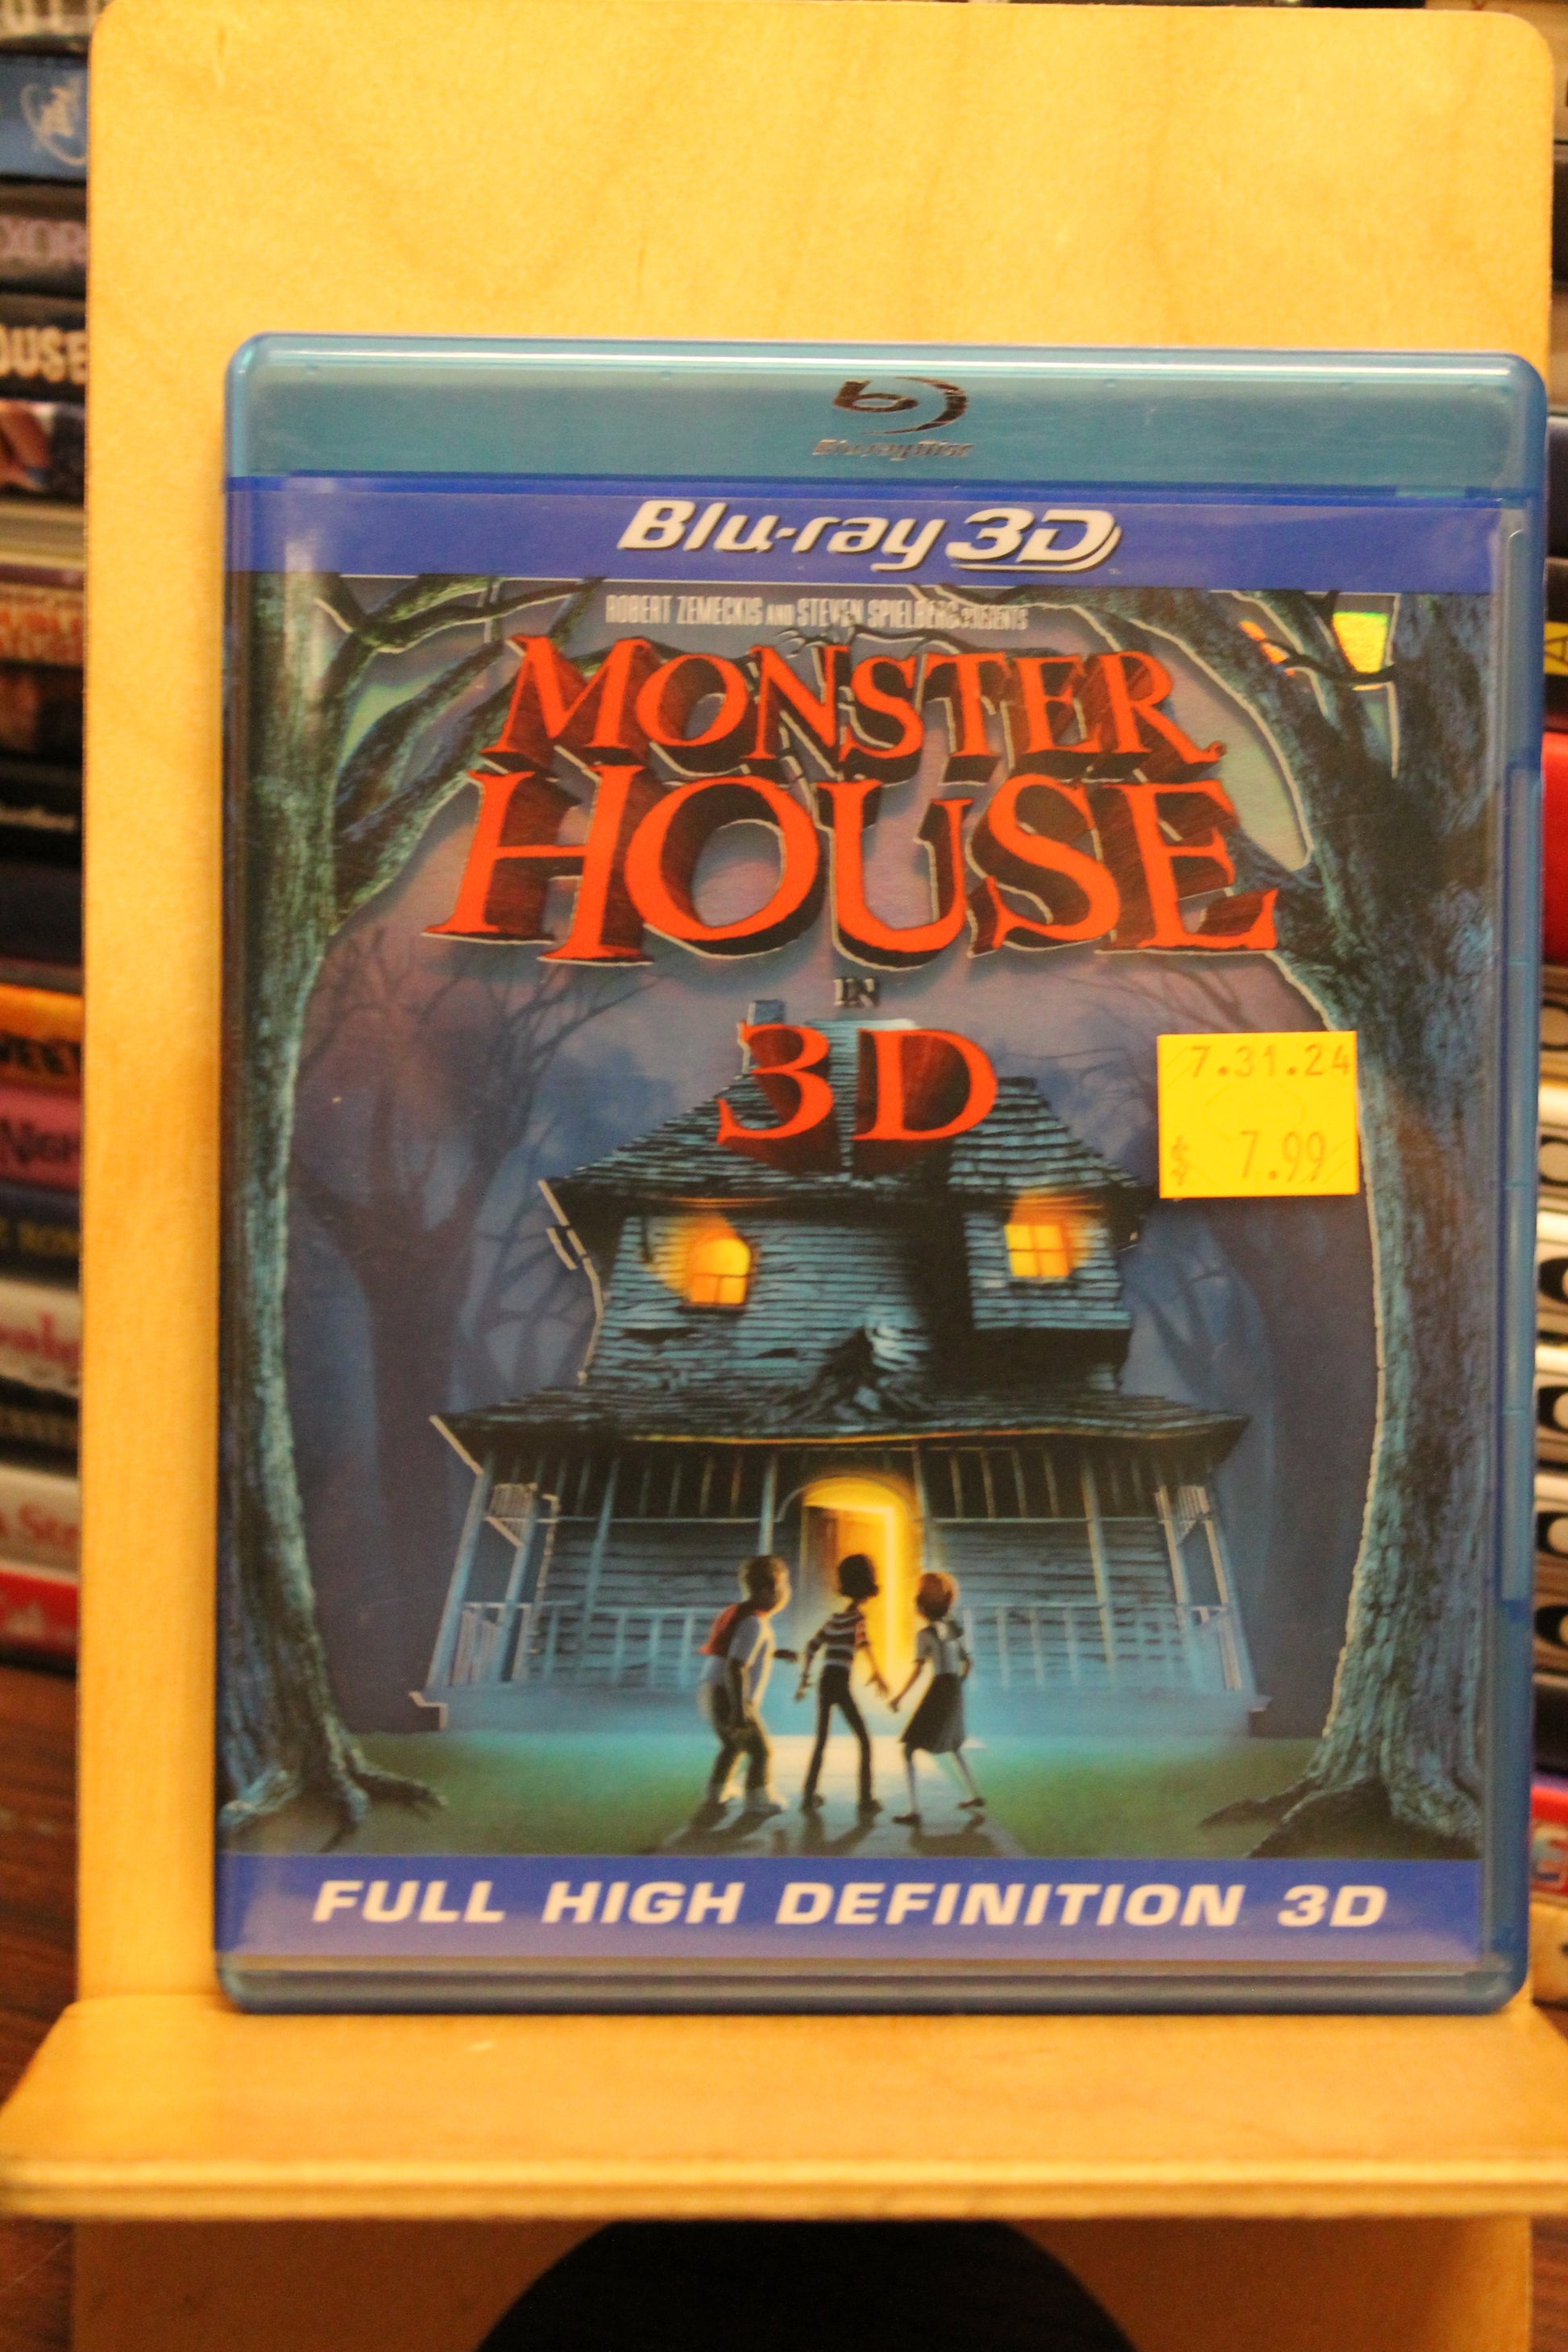 Blu-ray Disc
Blu-ray 3D
ROBERT ZEMECKIS AND STEVEN SPIELBERG PRESENTS
MONSTER
HOUSE
IN
3D
7.31.24
$ 7.99
FULL HIGH DEFINITION 3D